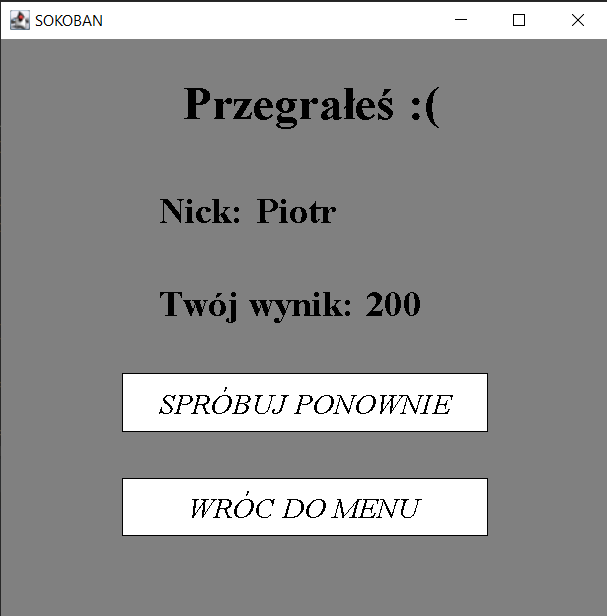 SOKOBAN
Przegrałeś :(
Nick: Piotr
Twój wynik: 200
SPRÓBUJ PONOWNIE
WRÓC DO MENU